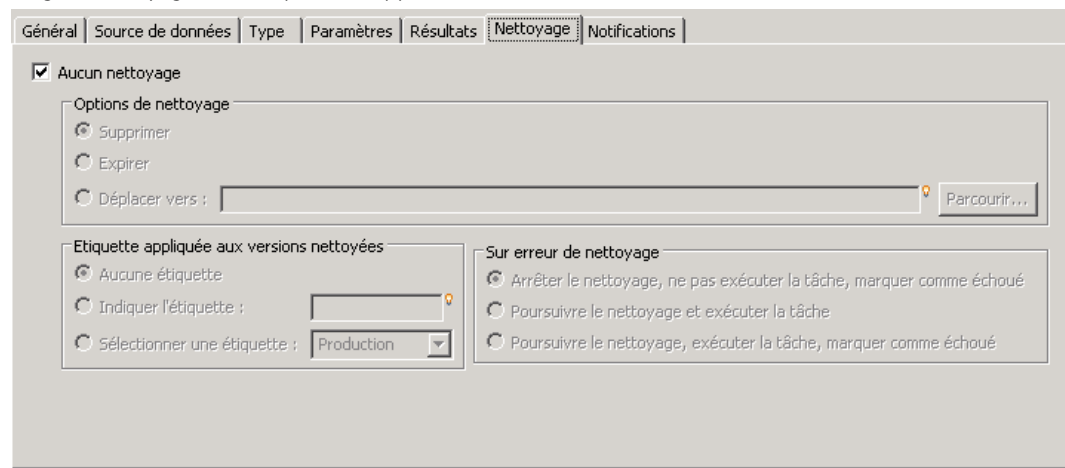 Général Source de données Type Paramètres Résultats Nettoyage Notifications
Aucun nettoyage
Options de nettoyage
Supprimer
Expirer
Déplacer vers : Parcourir...
Etiquette appliquée aux versions nettoyées
Aucune étiquette
Indiquer l'étiquette :
Sélectionner une étiquette : Production
Sur erreur de nettoyage
Arrêter le nettoyage, ne pas exécuter la tâche, marquer comme échoué
Poursuivre le nettoyage et exécuter la tâche
Poursuivre le nettoyage, exécuter la tâche, marquer comme échoué